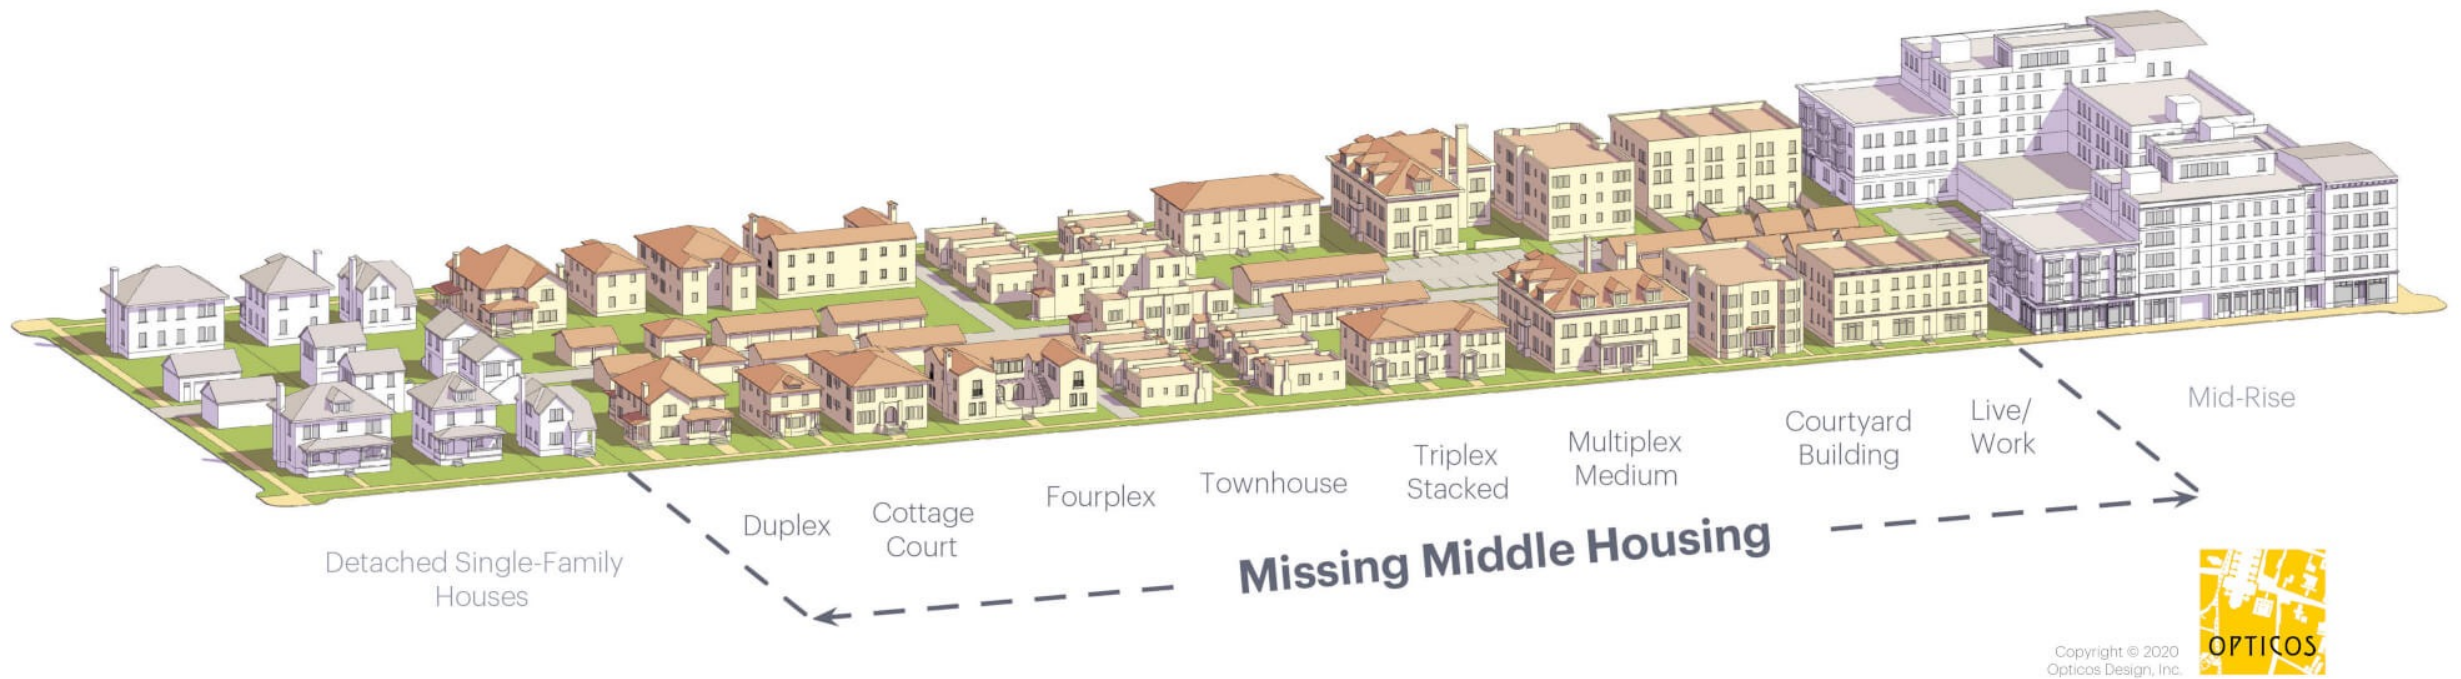 Detached Single-Family
Houses
Duplex
Cottage
Court
Fourplex
Townhouse
Triplex
Stacked
Multiplex
Medium
Courtyard
Building
Live/
Work
Mid-Rise
Missing Middle Housing
Copyright © 2020
Opticos Design, Inc.
OPTICOS